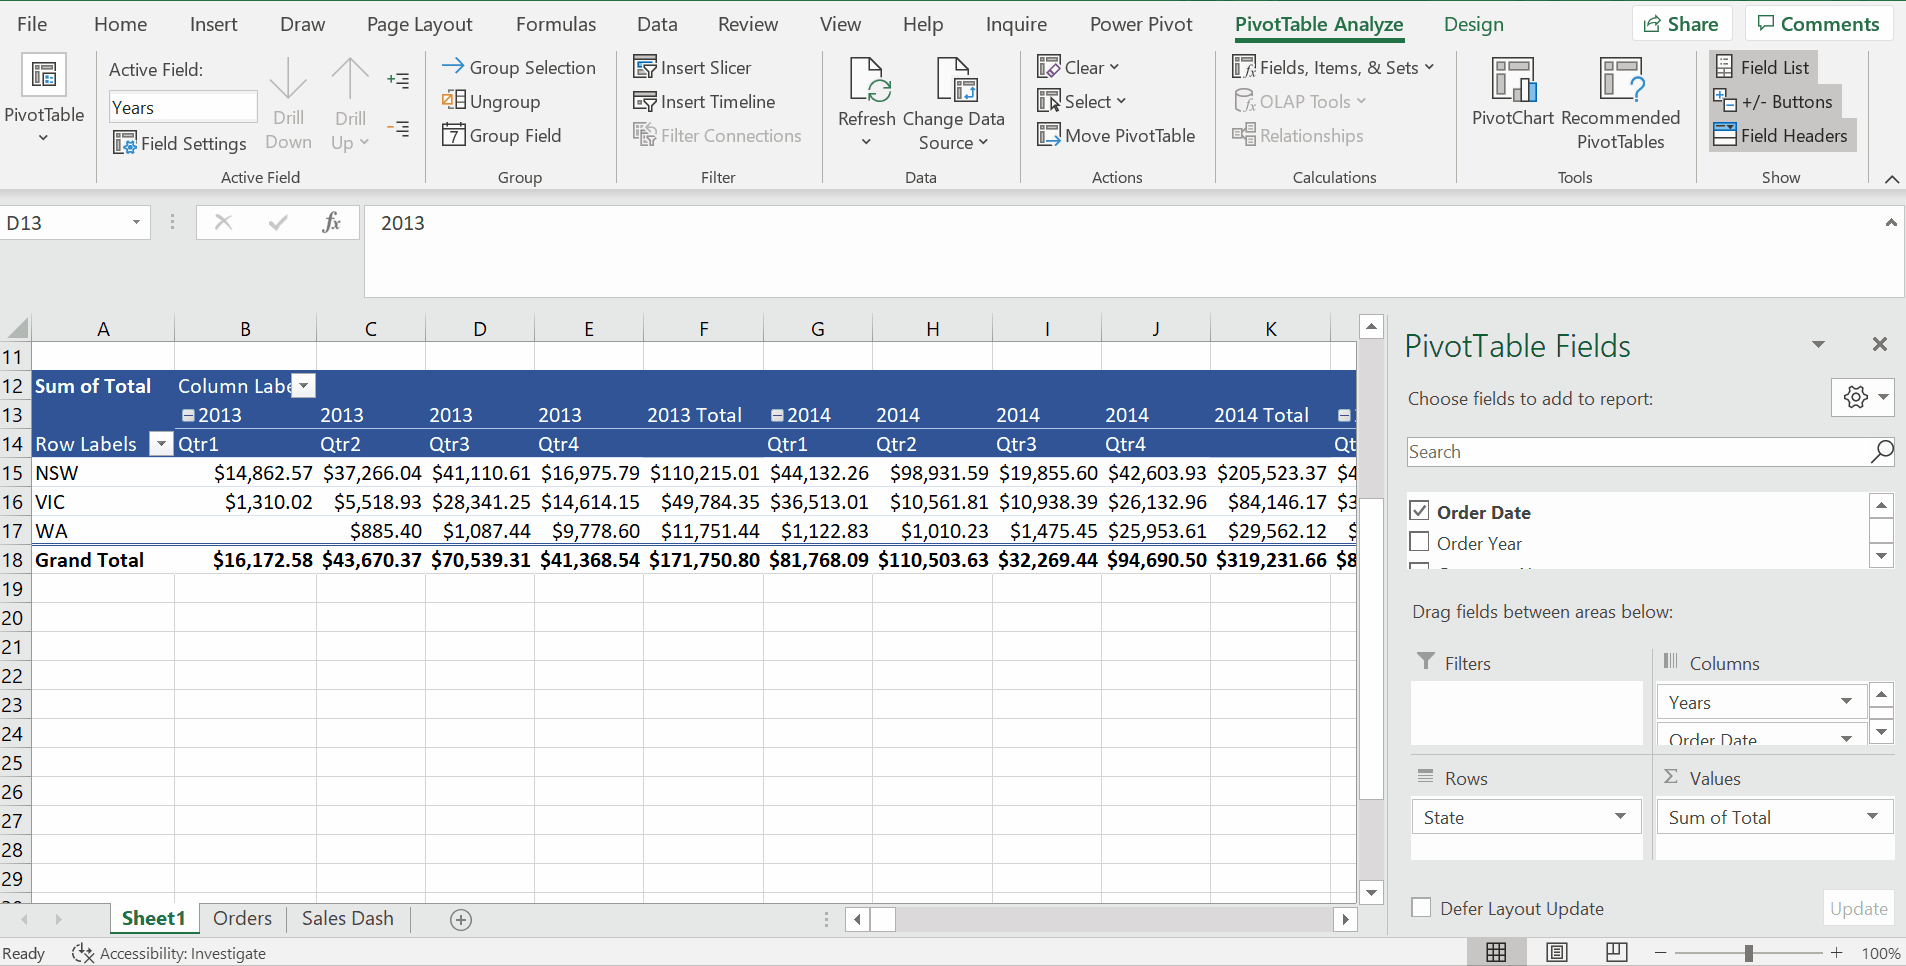 File Home Insert Draw Page Layout Formulas Data Review View Help Inquire Power Pivot PivotTable Analyze Design Share Comments
PivotTable
Active Field:
Years
Field Settings
Drill Down
Drill Up
Active Field
Group Selection
Ungroup
Group Field
Group
Insert Slicer
Insert Timeline
Filter Connections
Filter
Refresh
Change Data Source
Data
Clear
Select
Move PivotTable
Actions
Fields, Items, & Sets
OLAP Tools
Relationships
Calculations
PivotChart
Recommended PivotTables
Tools
Field List
+/- Buttons
Field Headers
Show
D13 fx 2013
A B C D E F G H I J K
11
12 Sum of Total Column Labe
13 2013 2013 2013 2013 2013 Total 2014 2014 2014 2014 2014 Total
14 Row Labels Qtr1 Qtr2 Qtr3 Qtr4 Qtr1 Qtr2 Qtr3 Qtr4 Qt
15 NSW $14,862.57 $37,266.04 $41,110.61 $16,975.79 $110,215.01 $44,132.26 $98,931.59 $19,855.60 $42,603.93 $205,523.37 $4
16 VIC $1,310.02 $5,518.93 $28,341.25 $14,614.15 $49,784.35 $36,513.01 $10,561.81 $10,938.39 $26,132.96 $84,146.17 $3
17 WA $885.40 $1,087.44 $9,778.60 $11,751.44 $1,122.83 $1,010.23 $1,475.45 $25,953.61 $29,562.12 $
18 Grand Total $16,172.58 $43,670.37 $70,539.31 $41,368.54 $171,750.80 $81,768.09 $110,503.63 $32,269.44 $94,690.50 $319,231.66 $8
19
20
21
22
23
24
25
26
27
28
29
PivotTable Fields
Choose fields to add to report:
Search
Order Date
Order Year
Drag fields between areas below:
Filters
Columns
Years
Order Date
Rows
State
Values
Sum of Total
Defer Layout Update
Update
Sheet1 Orders Sales Dash
Ready Accessibility: Investigate 100%